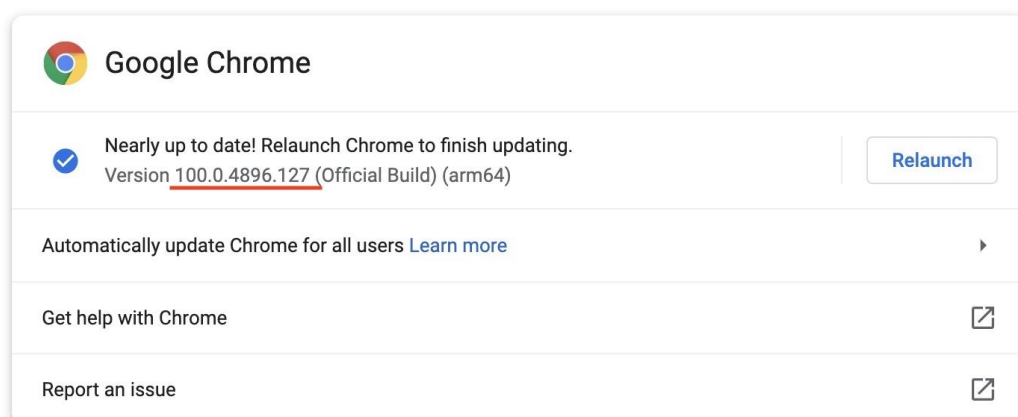 Google Chrome
Nearly up to date! Relaunch Chrome to finish updating.
Version 100.0.4896.127 (Official Build) (arm64)
Relaunch
Automatically update Chrome for all users Learn more
Get help with Chrome
Report an issue